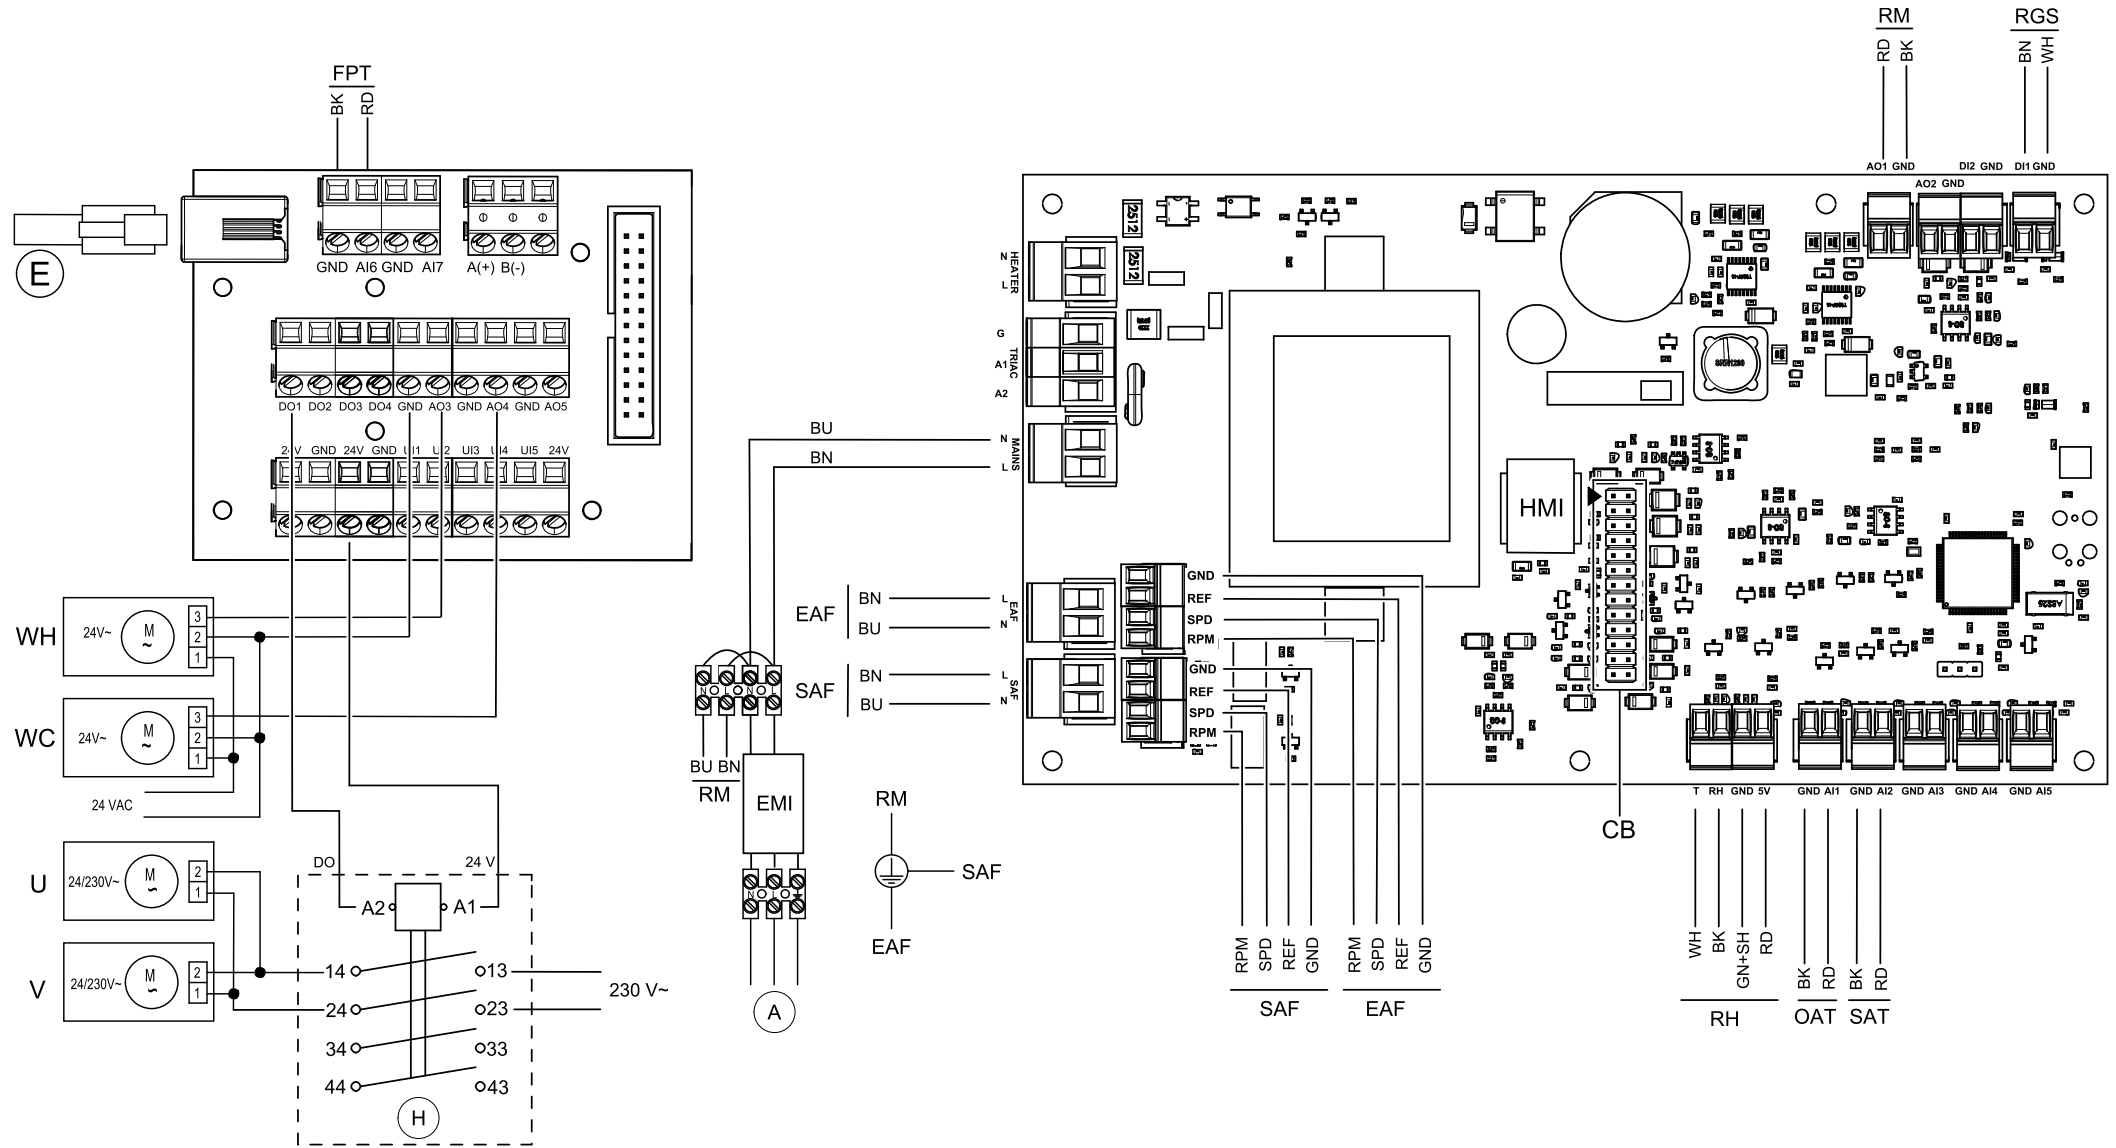 RM RGS
RD BK BN WH
FPT
BK RD
AO1 GND DI2 GND DI1 GND
AO2 GND
E
GND AI6 GND AI7 A(+) B(-)
2512
2512
N L HEATER
G A1 A2 TRIAC
DO1 DO2 DO3 DO4 GND AO3 GND AO4 GND AO5
24V GND 24V GND UI1 UI2 UI3 UI4 UI5 24V
BU
BN
N L MAINS
HMI
WH 24V~ M ~ 3 2 1
WC 24V~ M ~ 3 2 1
24 VAC
EAF BN BU L N EAF
GND
REF
SPD
RPM
SAF BN BU L N SAF
GND
REF
SPD
RPM
N L N L
BU BN
RM
EMI
N L
A
RM
SAF
EAF
CB
T RH GND 5V GND AI1 GND AI2 GND AI3 GND AI4 GND AI5
U 24/230V~ M ~ 2 1
V 24/230V~ M ~ 2 1
DO 24 V
A2 A1
14 13
24 23
34 33
44 43
230 V~
H
RPM SPD REF GND RPM SPD REF GND
SAF EAF
WH BK GN+SH RD BK RD BK RD
RH OAT SAT